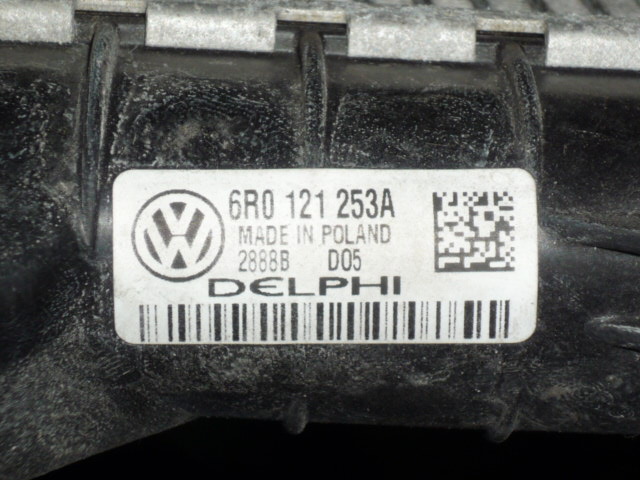 6R0 121 253A
MADE IN POLAND
2888B D05
DELPHI